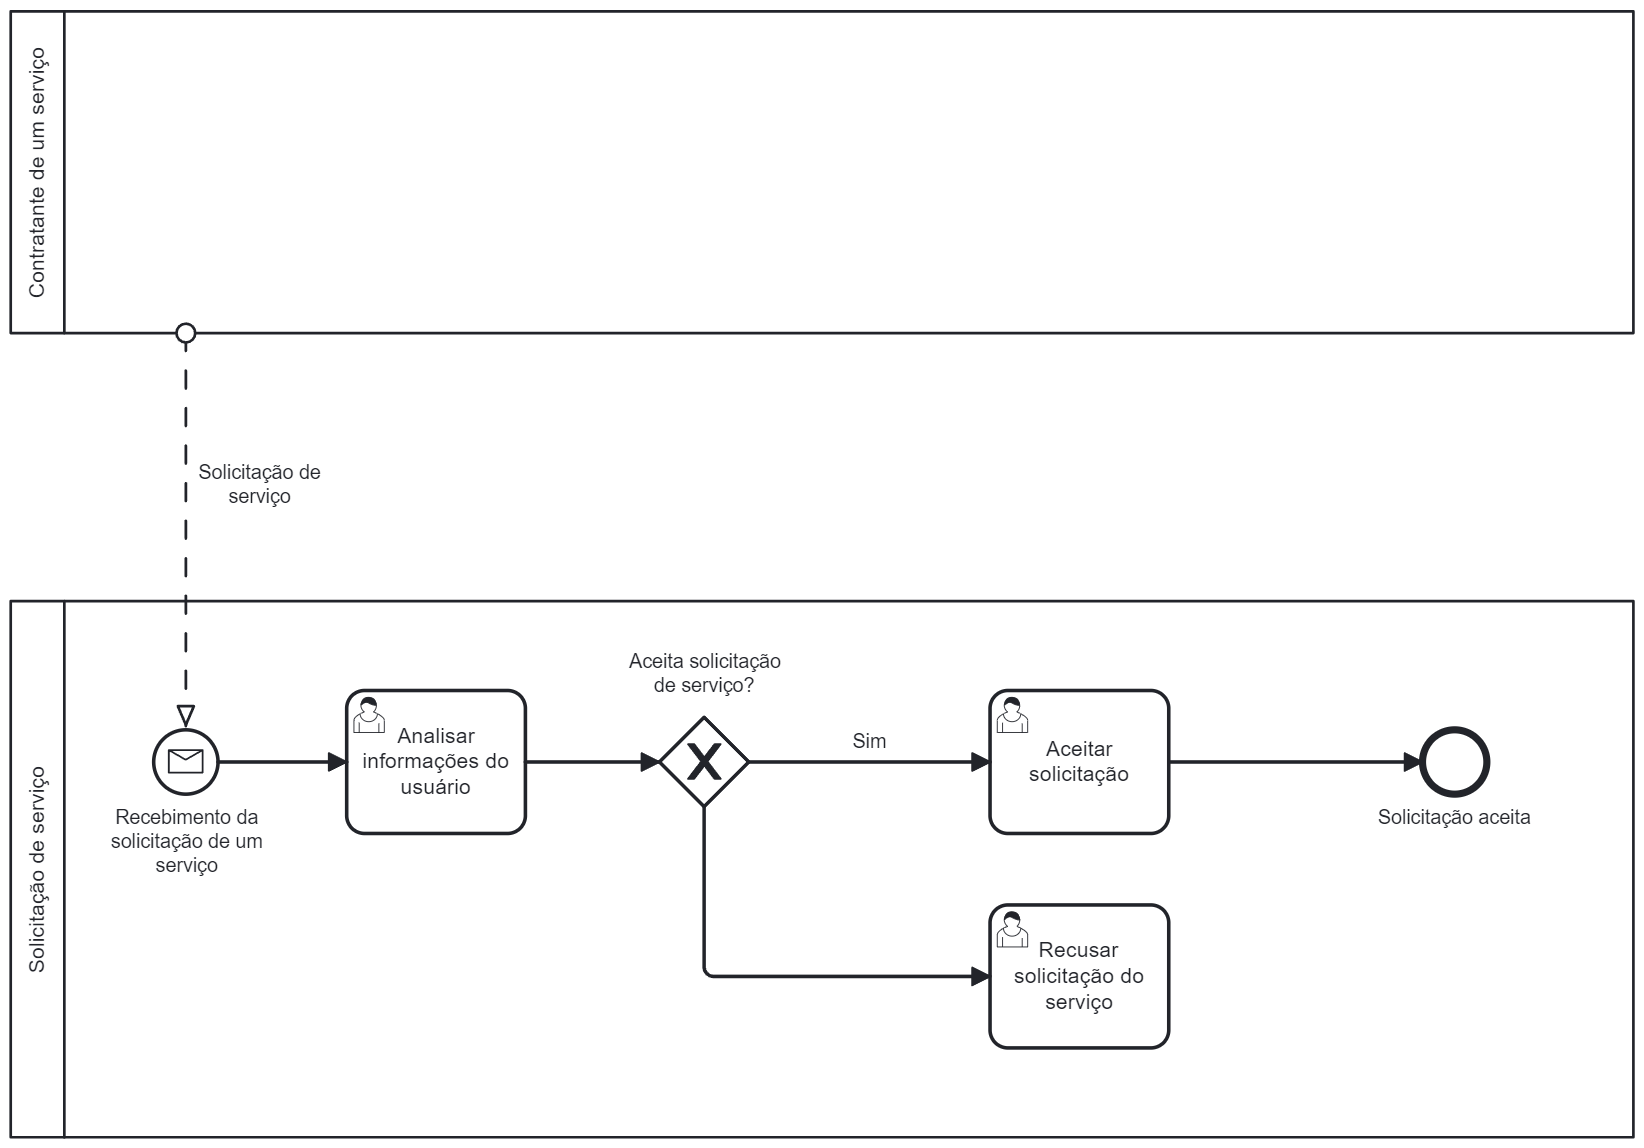 Contratante de um serviço
Solicitação de
serviço
Solicitação de serviço
Recebimento da
solicitação de um
serviço
Analisar
informações do
usuário
Aceita solicitação
de serviço?
Sim
Aceitar
solicitação
Solicitação aceita
Recusar
solicitação do
serviço